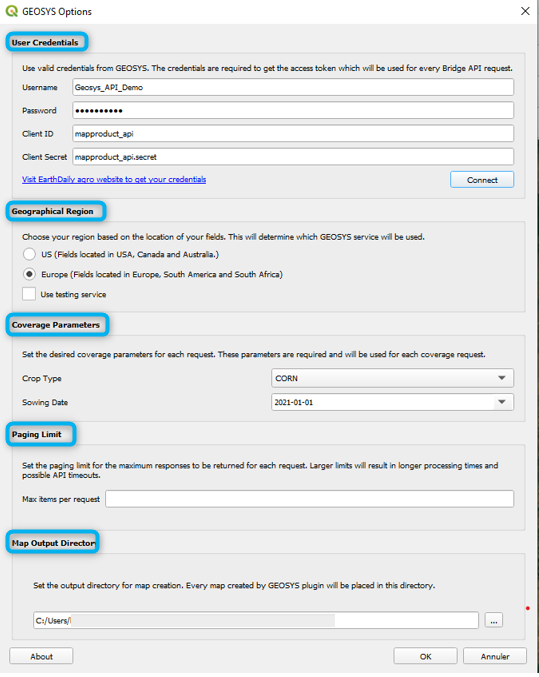 GEOSYS Options
User Credentials
Use valid credentials from GEOSYS. The credentials are required to get the access token which will be used for every Bridge API request.
Username Geosys_API_Demo
Password ●●●●●●●●●●
Client ID mapproduct_api
Client Secret mapproduct_api.secret
Visit EarthDaily agro website to get your credentials Connect
Geographical Region
Choose your region based on the location of your fields. This will determine which GEOSYS service will be used.
US (Fields located in USA, Canada and Australia.)
Europe (Fields located in Europe, South America and South Africa)
Use testing service
Coverage Parameters
Set the desired coverage parameters for each request. These parameters are required and will be used for each coverage request.
Crop Type CORN
Sowing Date 2021-01-01
Paging Limit
Set the paging limit for the maximum responses to be returned for each request. Larger limits will result in longer processing times and
possible API timeouts.
Max items per request
Map Output Directory
Set the output directory for map creation. Every map created by GEOSYS plugin will be placed in this directory.
C:/Users/ ...
About OK Annuler